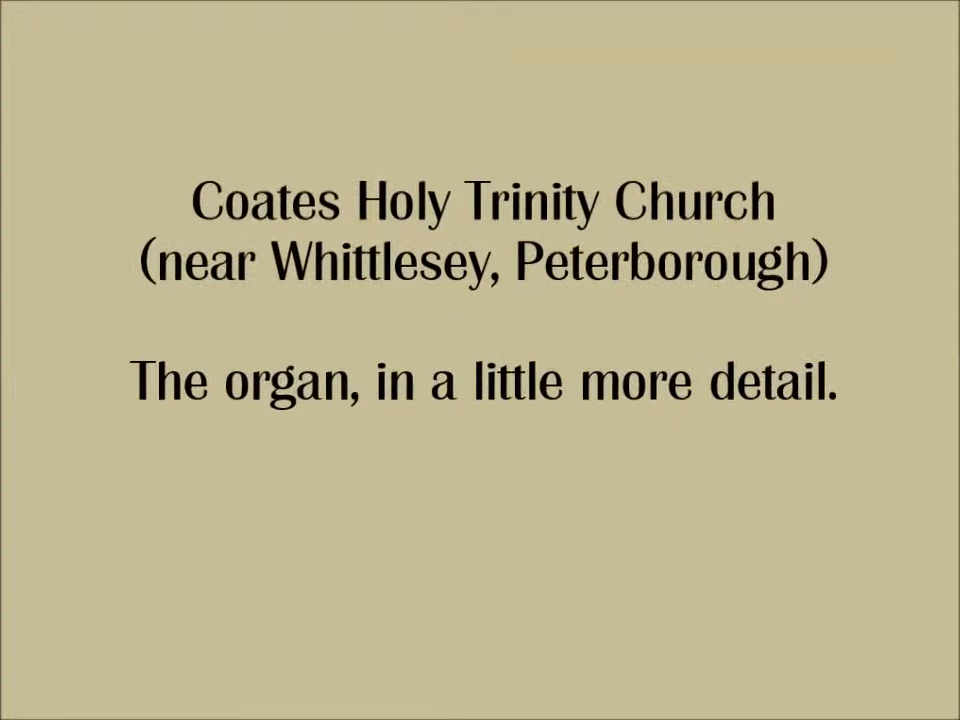 Coates Holy Trinity Church
(near Whittlesey, Peterborough)
The organ, in a little more detail.